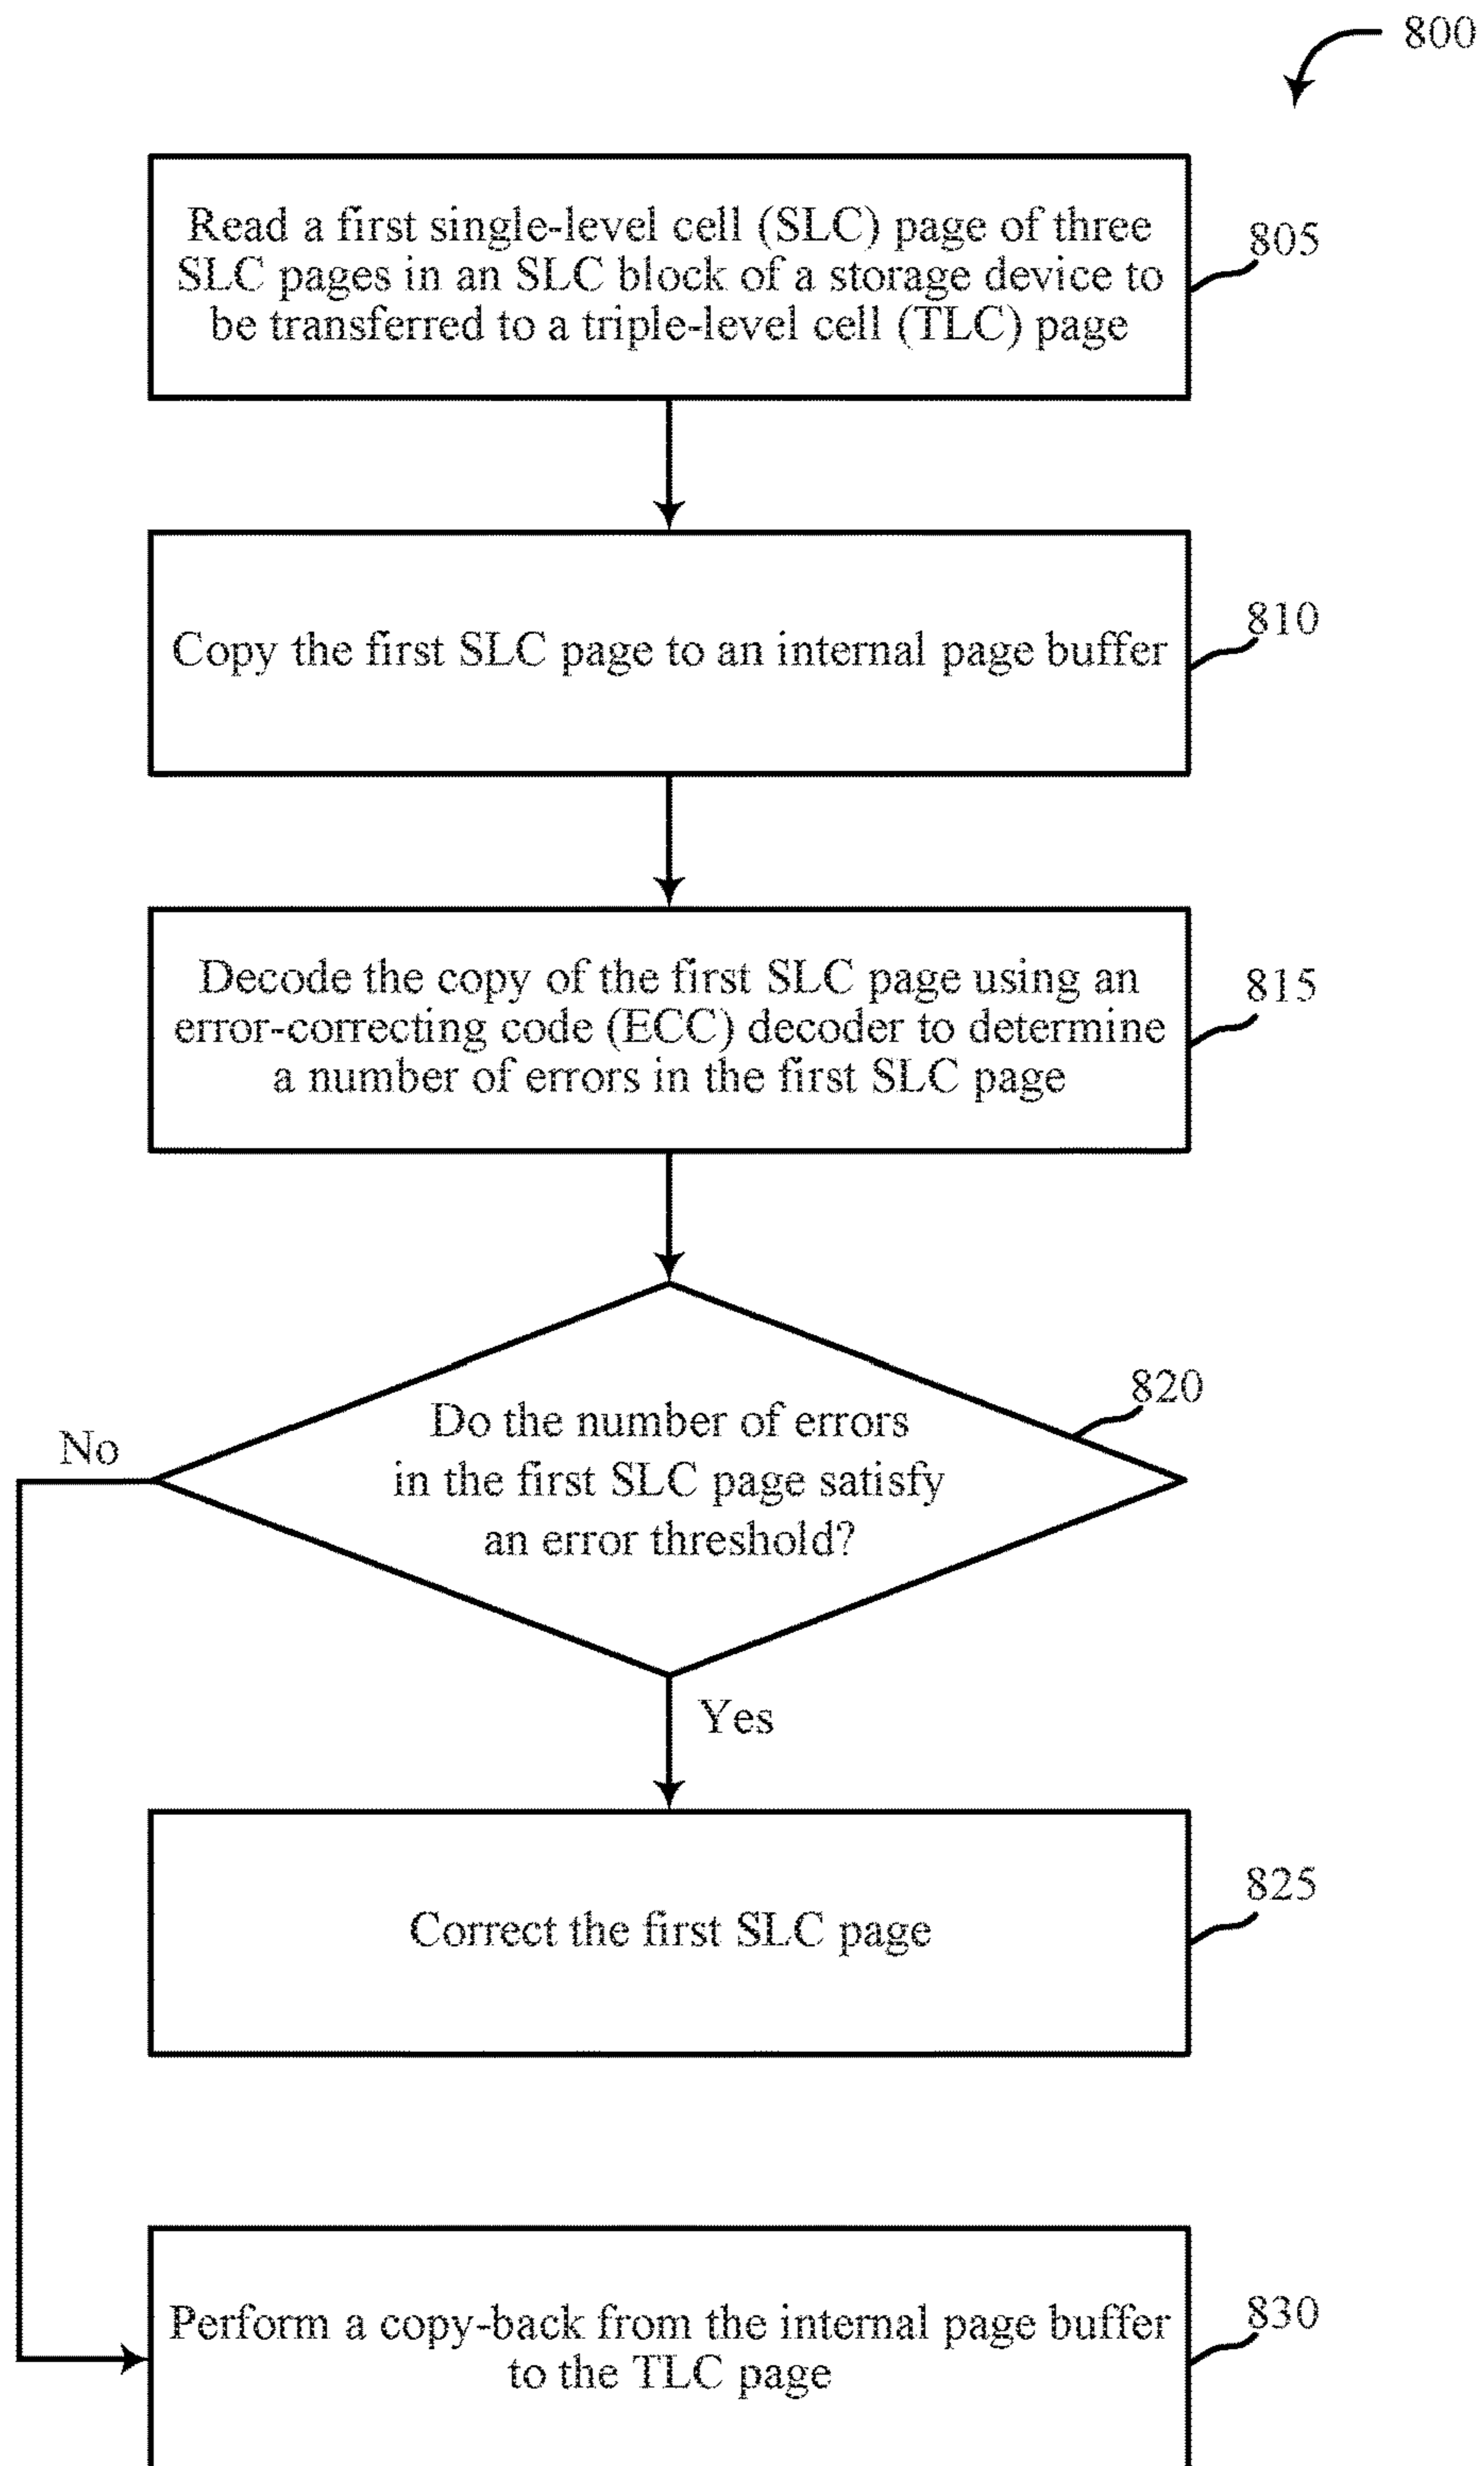 800
Read a first single-level cell (SLC) page of three
SLC pages in an SLC block of a storage device to
be transferred to a triple-level cell (TLC) page
805
Copy the first SLC page to an internal page buffer
810
Decode the copy of the first SLC page using an
error-correcting code (ECC) decoder to determine
a number of errors in the first SLC page
815
Do the number of errors
in the first SLC page satisfy
an error threshold?
820
No
Yes
Correct the first SLC page
825
Perform a copy-back from the internal page buffer
to the TLC page
830